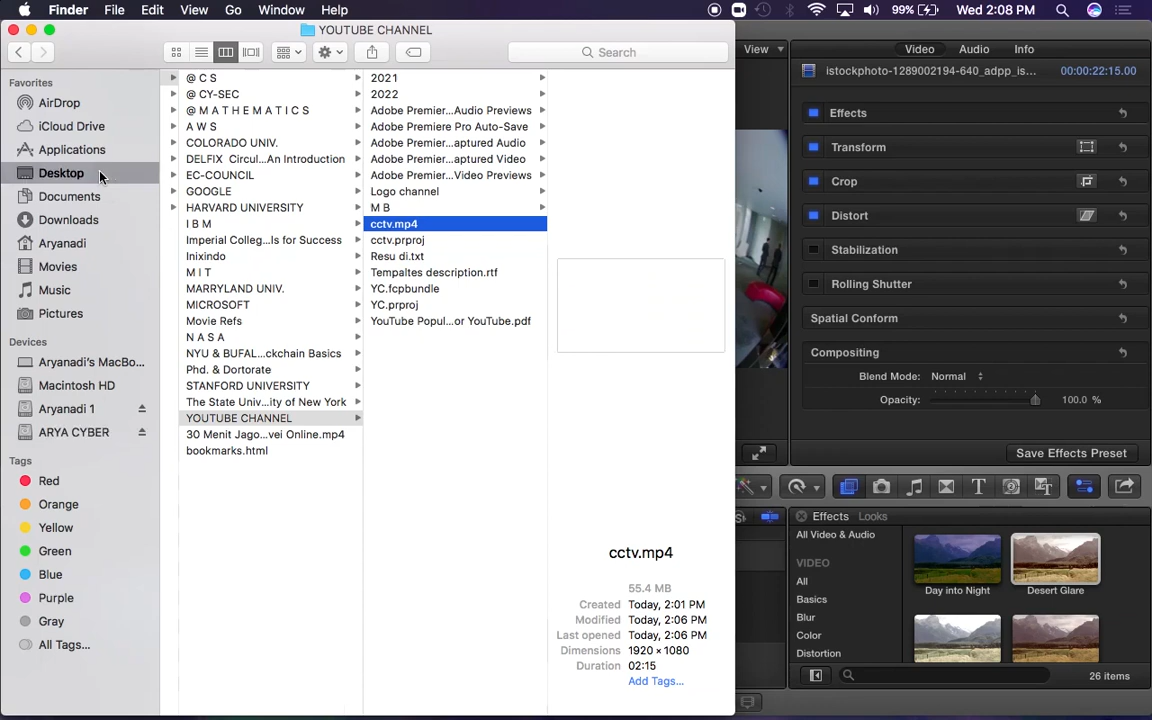 Finder File Edit View Go Window Help 99% Wed 2:08 PM
YOUTUBE CHANNEL
Search
Favorites
AirDrop
iCloud Drive
Applications
Desktop
Documents
Downloads
Aryanadi
Movies
Music
Pictures
Devices
Aryanadi's MacBo...
Macintosh HD
Aryanadi 1
ARYA CYBER
Tags
Red
Orange
Yellow
Green
Blue
Purple
Gray
All Tags...
@ C S
@ CY-SEC
@ M A T H E M A T I C S
A W S
COLORADO UNIV.
DELFIX Circul...An Introduction
EC-COUNCIL
GOOGLE
HARVARD UNIVERSITY
I B M
Imperial Colleg...ls for Success
Inixindo
M I T
MARRYLAND UNIV.
MICROSOFT
Movie Refs
N A S A
NYU & BUFAL...ckchain Basics
Phd. & Dortorate
STANFORD UNIVERSITY
The State Univ...ity of New York
YOUTUBE CHANNEL
30 Menit Jago...vei Online.mp4
bookmarks.html
2021
2022
Adobe Premier...Audio Previews
Adobe Premiere Pro Auto-Save
Adobe Premier...aptured Audio
Adobe Premier...aptured Video
Adobe Premier...Video Previews
Logo channel
M B
cctv.mp4
cctv.prproj
Resu di.txt
Tempaltes description.rtf
YC.fcpbundle
YC.prproj
YouTube Popul...or YouTube.pdf
cctv.mp4
55.4 MB
Created Today, 2:01 PM
Modified Today, 2:06 PM
Last opened Today, 2:06 PM
Dimensions 1920 × 1080
Duration 02:15
Add Tags...
View
Video Audio Info
istockphoto-1289002194-640_adpp_is... 00:00:22:15.00
Effects
Transform
Crop
Distort
Stabilization
Rolling Shutter
Spatial Conform
Compositing
Blend Mode: Normal
Opacity: 100.0 %
Save Effects Preset
Effects Looks
All Video & Audio
VIDEO
All
Basics
Blur
Color
Distortion
Day into Night
Desert Glare
26 items